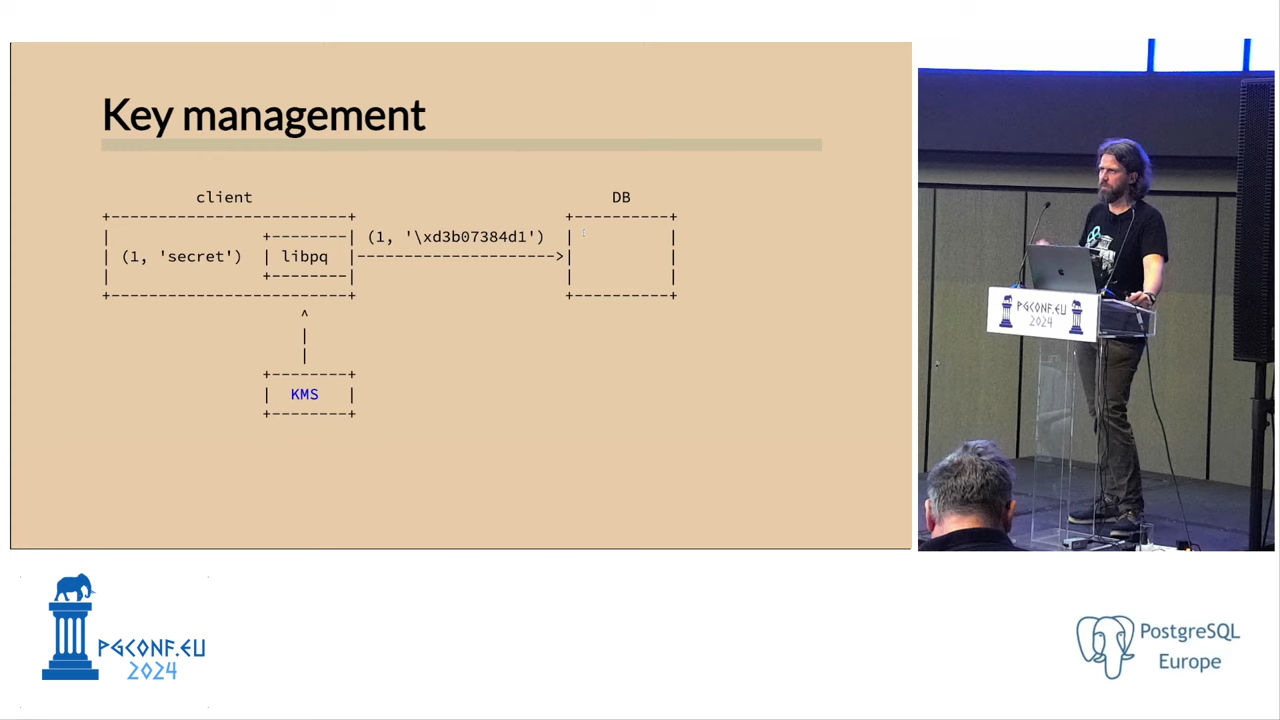 Key management
client DB
+-------------------------+ +----------+
| +--------| (1, '\xd3b07384d1') | |
| (1, 'secret') | libpq |--------------------->| |
| +--------| | |
+-------------------------+ +----------+
^
|
|
+--------+
| KMS |
+--------+
PGCONF.EU
2024
PGCONF.EU
2024
PostgreSQL
Europe